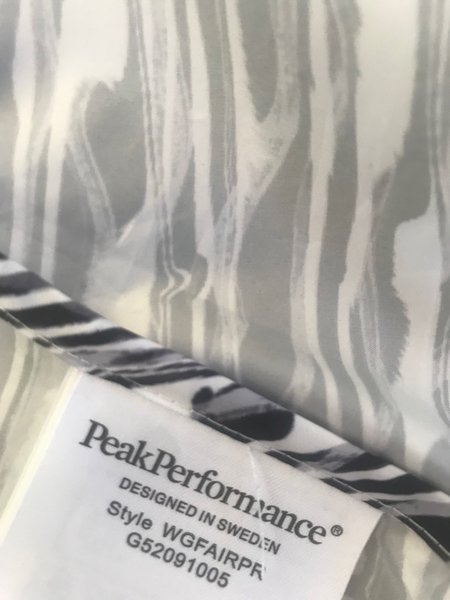 PeakPerformance®
DESIGNED IN SWEDEN
Style WGFAIRPR
G52091005